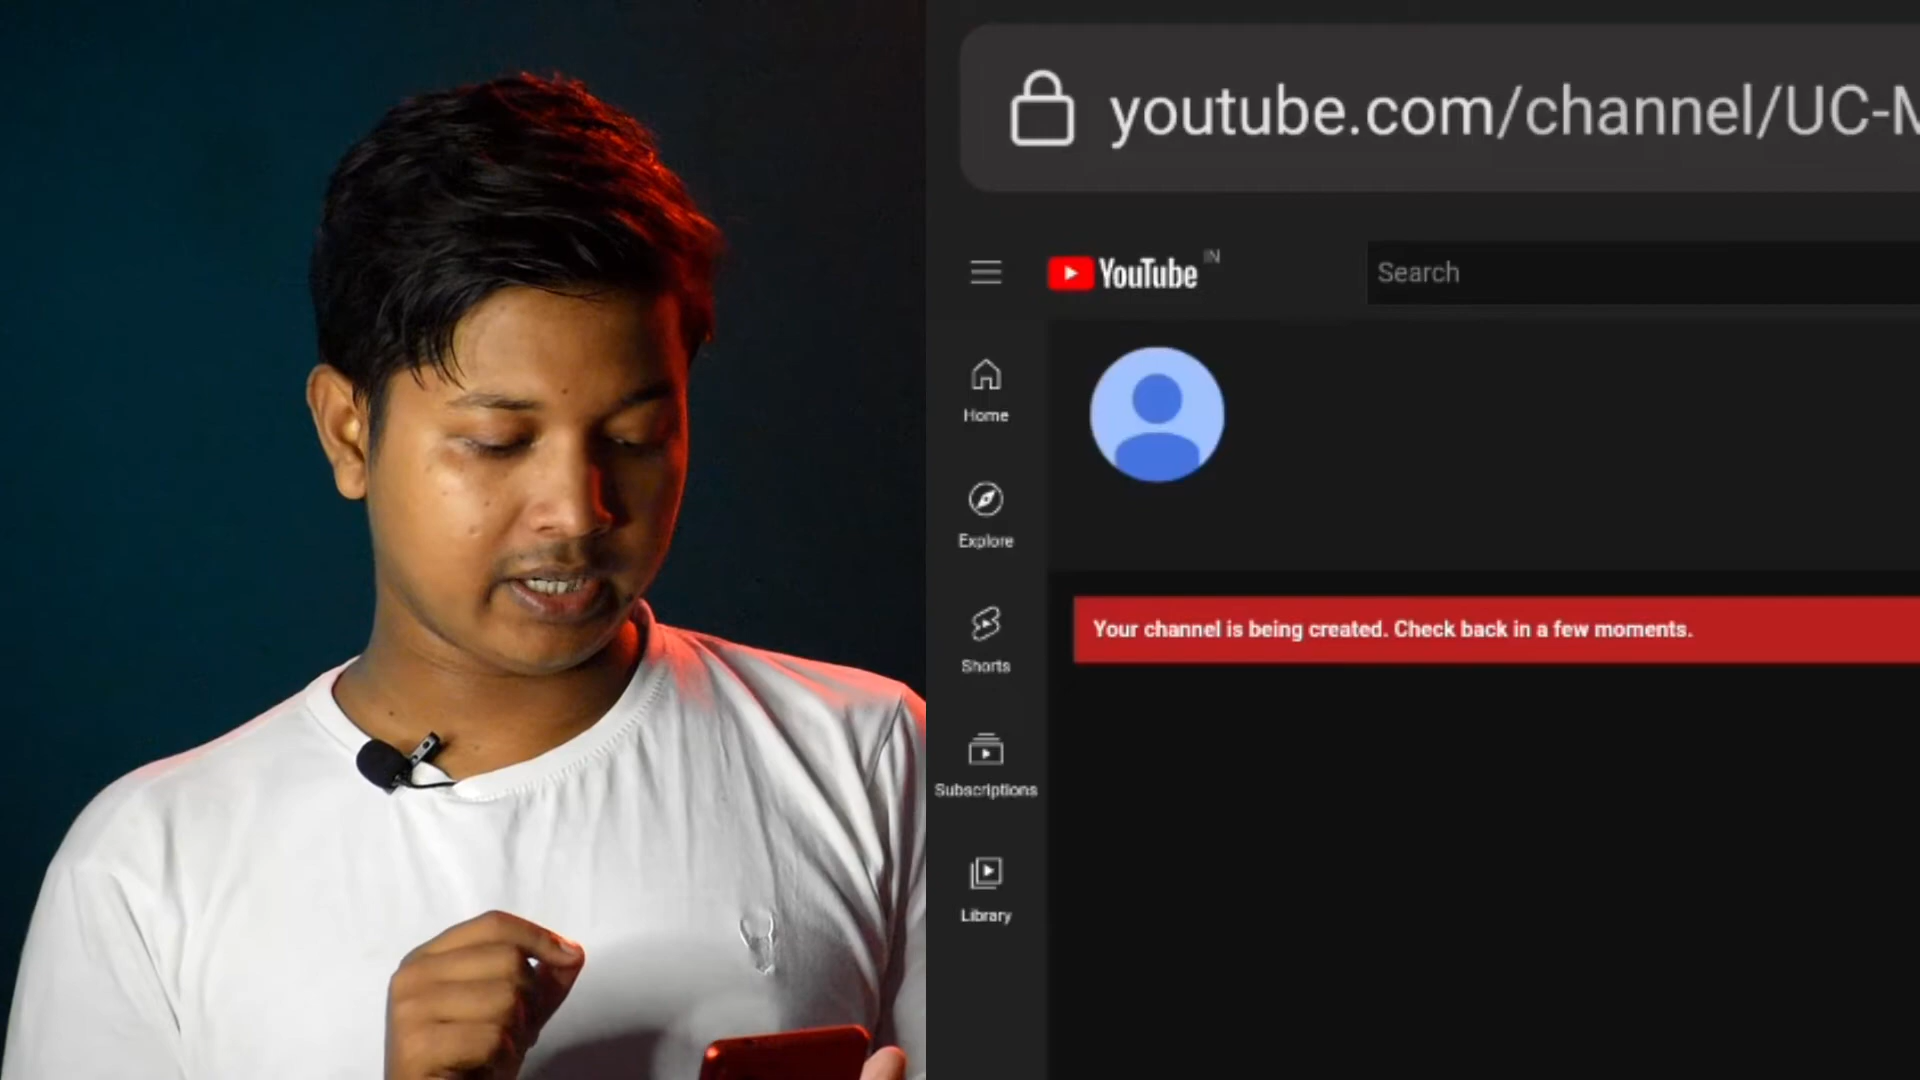 youtube.com/channel/UC-M
YouTube IN
Search
Home
Explore
Shorts
Subscriptions
Library
Your channel is being created. Check back in a few moments.